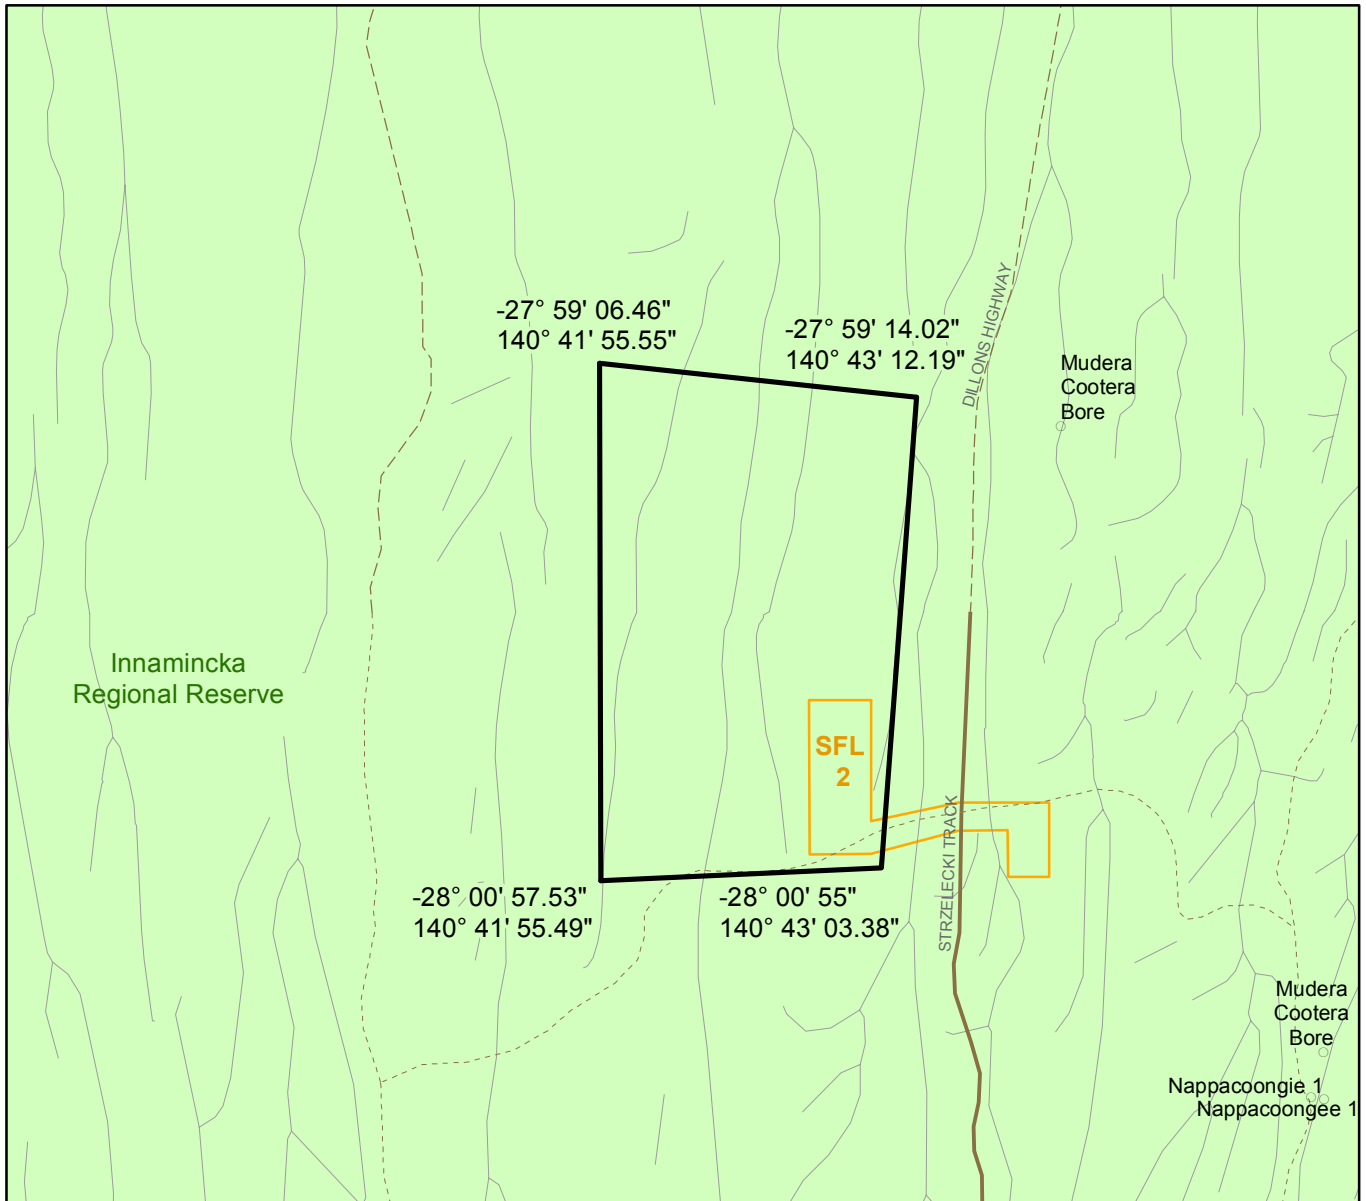 -27° 59' 06.46"
140° 41' 55.55"
-27° 59' 14.02"
140° 43' 12.19"
DILLONS HIGHWAY
Mudera
Cootera
Bore
Innamincka
Regional Reserve
SFL
2
STRZELECKI TRACK
-28° 00' 57.53"
140° 41' 55.49"
-28° 00' 55"
140° 43' 03.38"
Mudera
Cootera
Bore
Nappacoongie 1
Nappacoongee 1